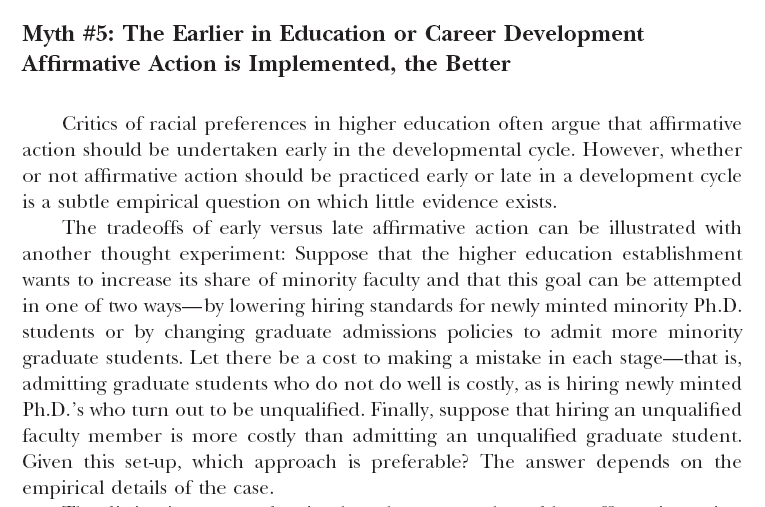 Myth #5: The Earlier in Education or Career Development
Affirmative Action is Implemented, the Better
Critics of racial preferences in higher education often argue that affirmative
action should be undertaken early in the developmental cycle. However, whether
or not affirmative action should be practiced early or late in a development cycle
is a subtle empirical question on which little evidence exists.
The tradeoffs of early versus late affirmative action can be illustrated with
another thought experiment: Suppose that the higher education establishment
wants to increase its share of minority faculty and that this goal can be attempted
in one of two ways—by lowering hiring standards for newly minted minority Ph.D.
students or by changing graduate admissions policies to admit more minority
graduate students. Let there be a cost to making a mistake in each stage—that is,
admitting graduate students who do not do well is costly, as is hiring newly minted
Ph.D.'s who turn out to be unqualified. Finally, suppose that hiring an unqualified
faculty member is more costly than admitting an unqualified graduate student.
Given this set-up, which approach is preferable? The answer depends on the
empirical details of the case.